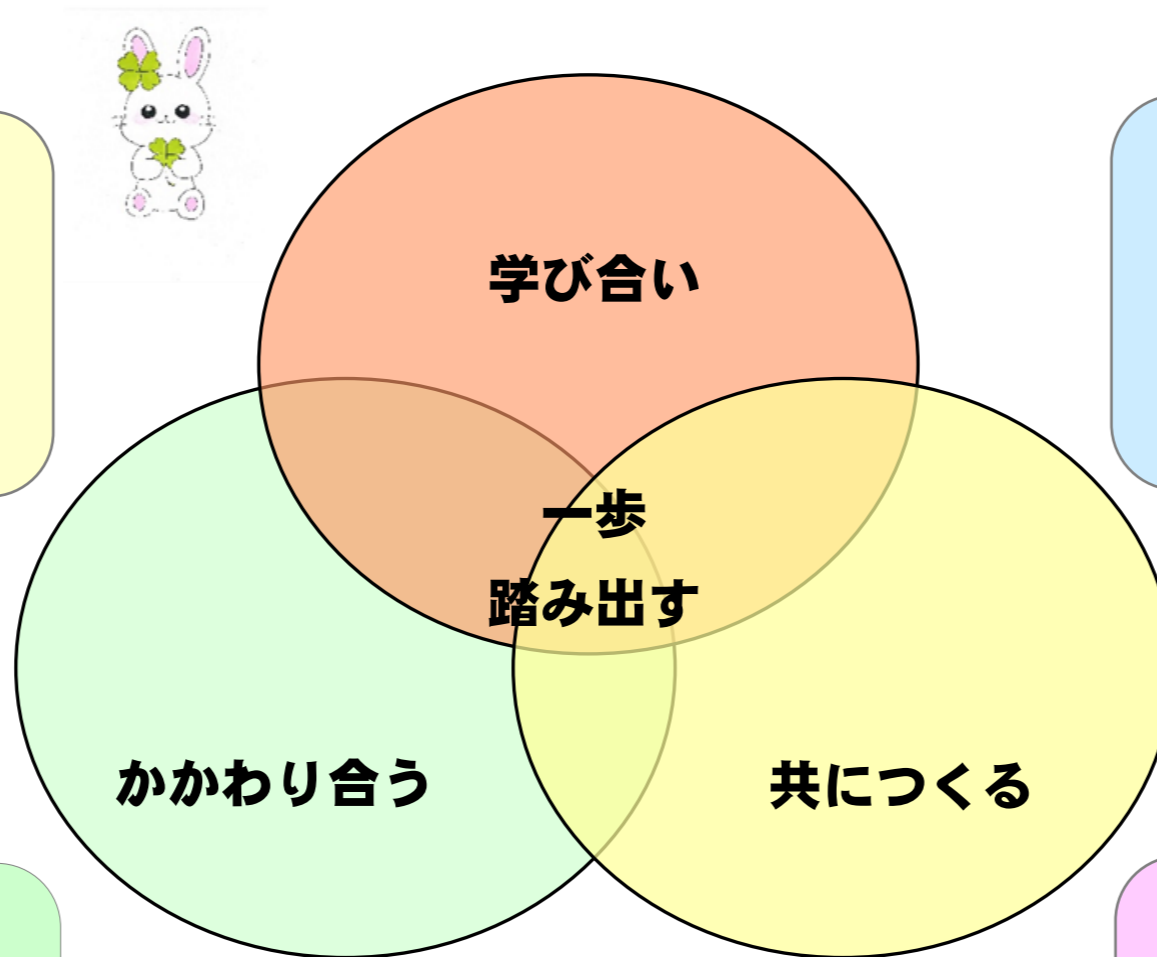 学び合い
一歩
踏み出す
かかわり合う
共につくる